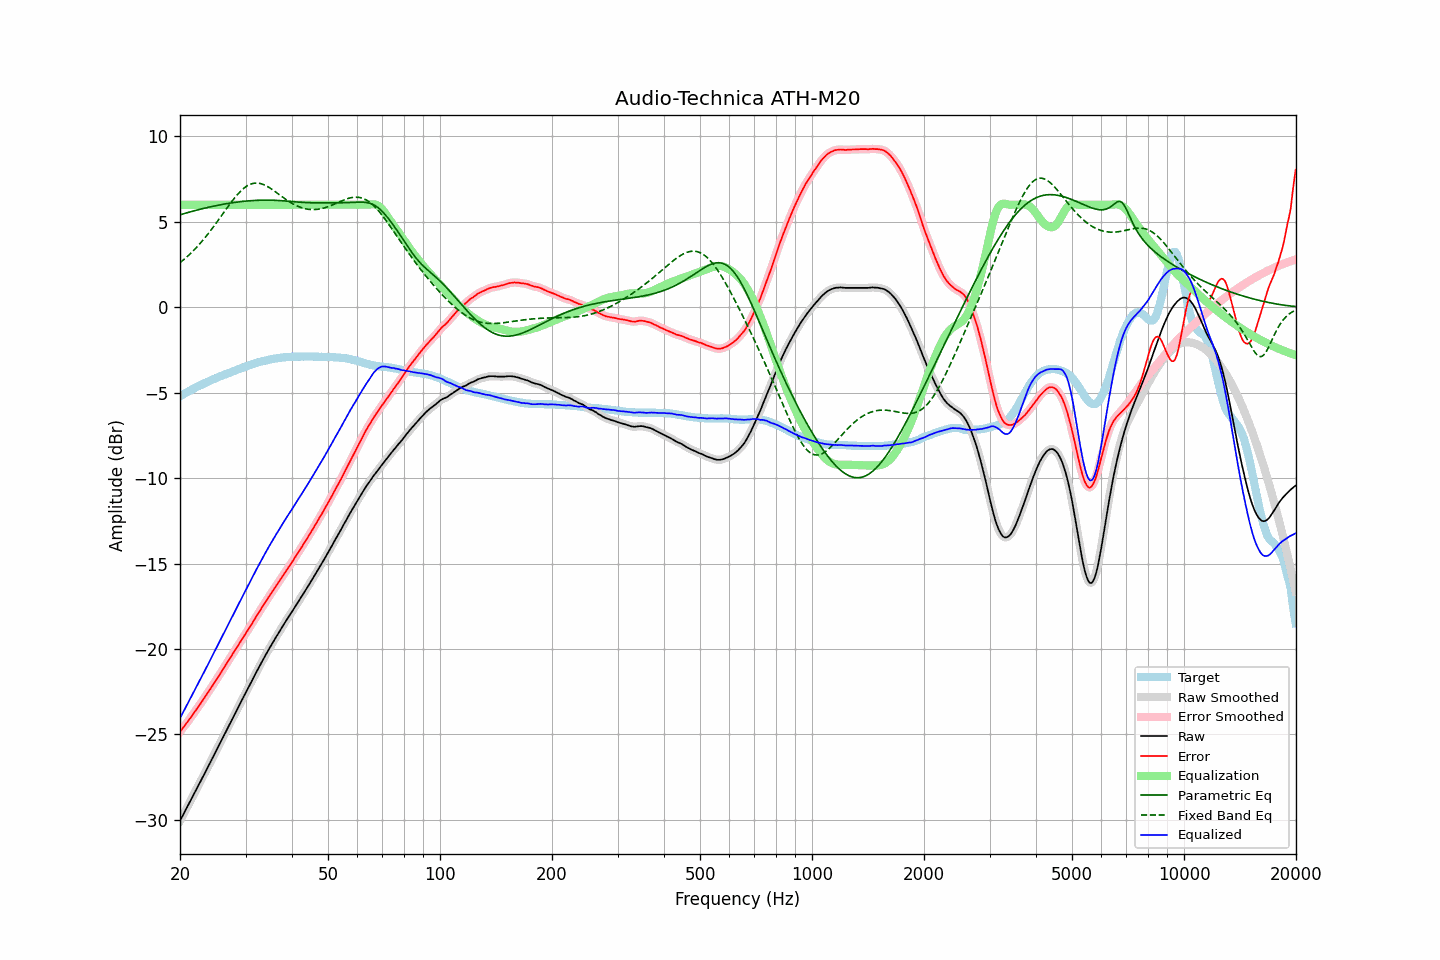 Audio-Technica ATH-M20
Amplitude (dBr)
10
5
0
−5
−10
−15
−20
−25
−30
Target
Raw Smoothed
Error Smoothed
Raw
Error
Equalization
Parametric Eq
Fixed Band Eq
Equalized
20 50 100 200 500 1000 2000 5000 10000 20000
Frequency (Hz)